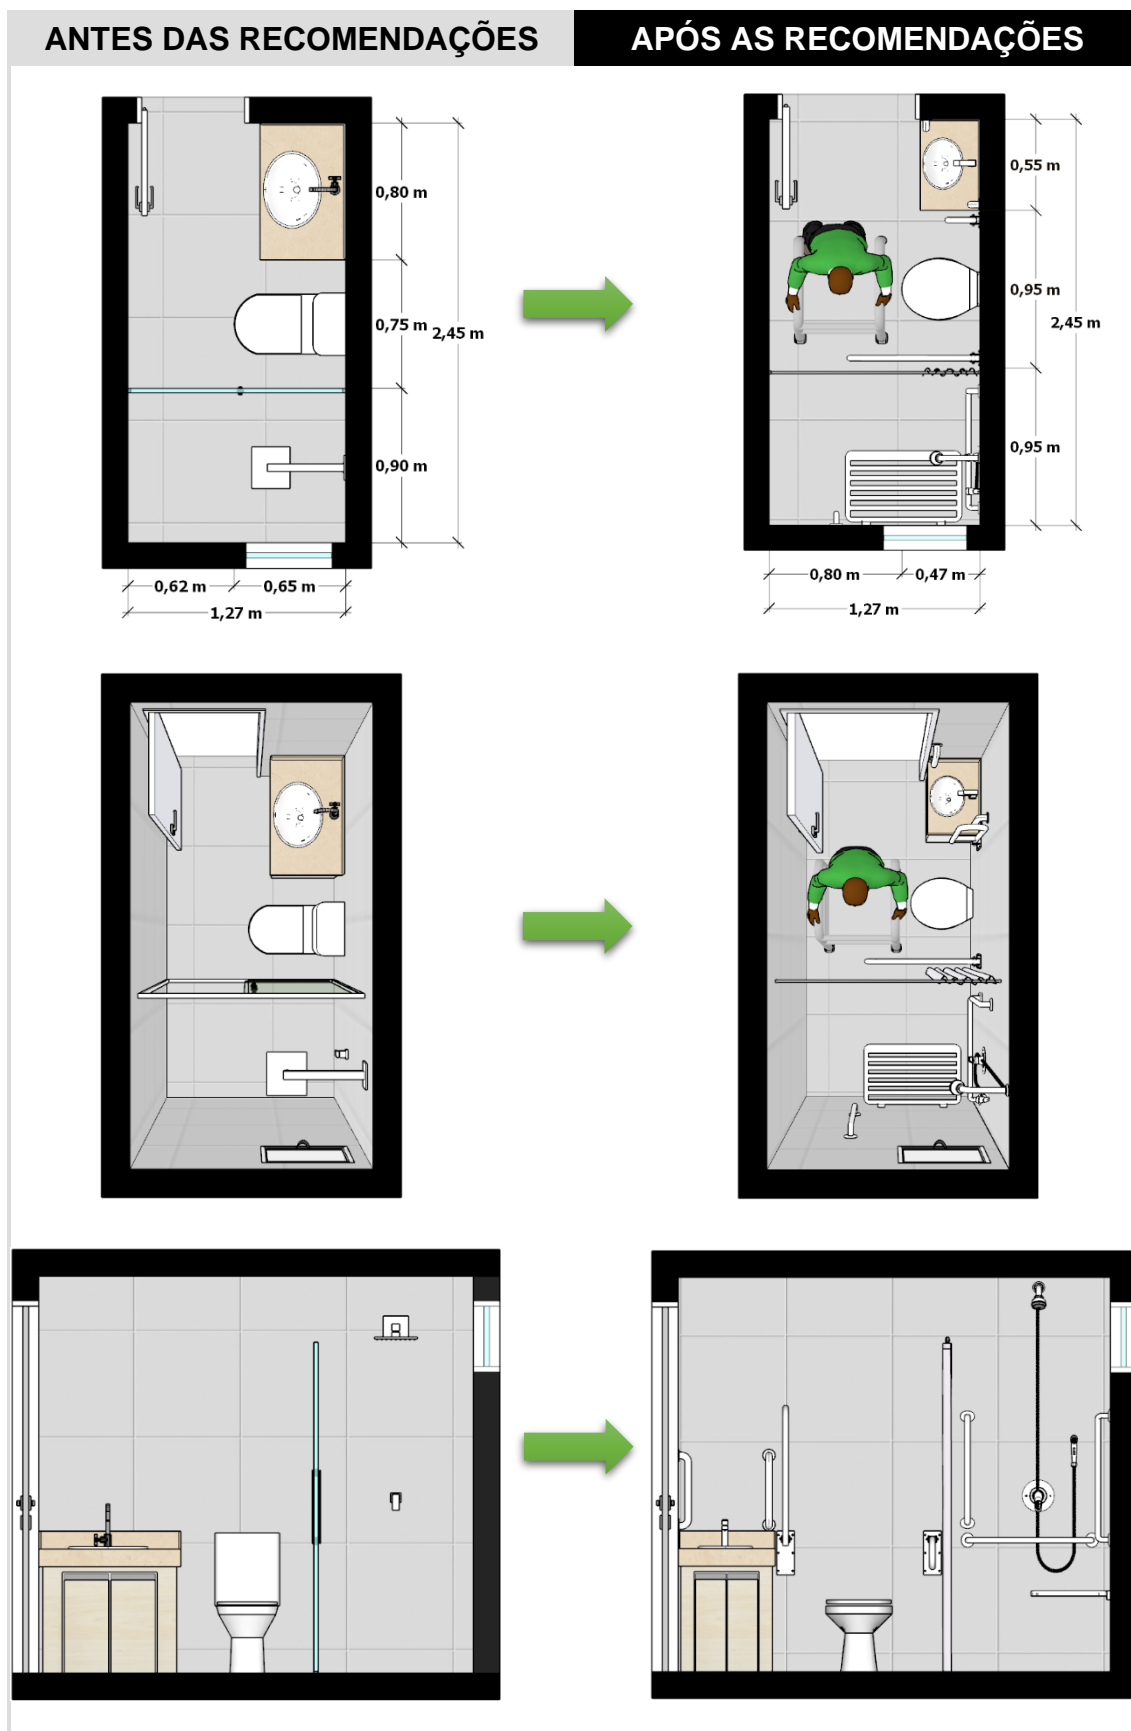 ANTES DAS RECOMENDAÇÕES
APÓS AS RECOMENDAÇÕES
0,80 m
0,75 m
2,45 m
0,90 m
0,62 m
0,65 m
1,27 m
0,55 m
0,95 m
2,45 m
0,95 m
0,80 m
0,47 m
1,27 m